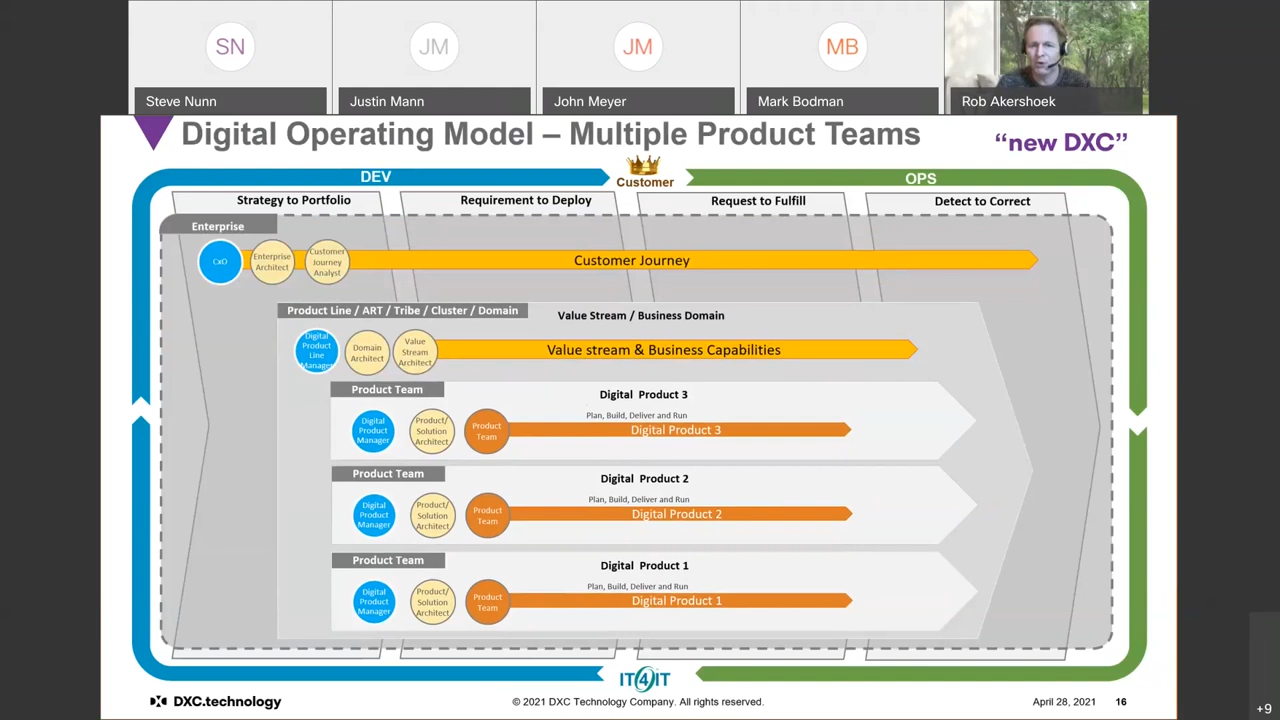 SN
JM
JM
MB
Steve Nunn
Justin Mann
John Meyer
Mark Bodman
Rob Akershoek
Digital Operating Model – Multiple Product Teams
“new DXC”
DEV
Customer
OPS
Strategy to Portfolio
Requirement to Deploy
Request to Fulfill
Detect to Correct
Enterprise
CxO
Enterprise
Architect
Customer
Journey
Analyst
Customer Journey
Product Line / ART / Tribe / Cluster / Domain
Value Stream / Business Domain
Digital
Product
Line
Manager
Domain
Architect
Value
Stream
Architect
Value stream & Business Capabilities
Product Team
Digital Product 3
Plan, Build, Deliver and Run
Digital
Product
Manager
Product/
Solution
Architect
Product
Team
Digital Product 3
Product Team
Digital Product 2
Plan, Build, Deliver and Run
Digital
Product
Manager
Product/
Solution
Architect
Product
Team
Digital Product 2
Product Team
Digital Product 1
Plan, Build, Deliver and Run
Digital
Product
Manager
Product/
Solution
Architect
Product
Team
Digital Product 1
IT4IT
DXC.technology
© 2021 DXC Technology Company. All rights reserved.
April 28, 2021
16
+9